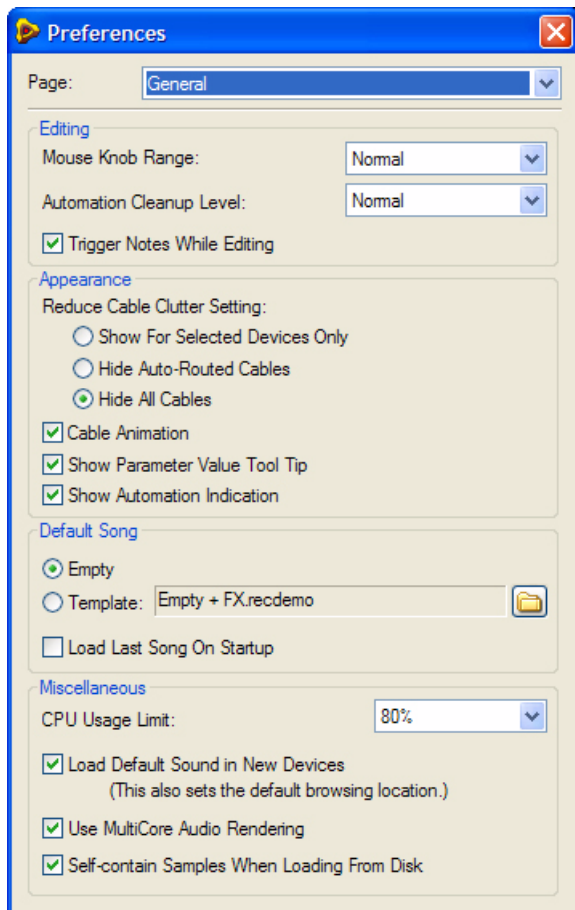 Preferences
Page: General
Editing
Mouse Knob Range: Normal
Automation Cleanup Level: Normal
Trigger Notes While Editing
Appearance
Reduce Cable Clutter Setting:
Show For Selected Devices Only
Hide Auto-Routed Cables
Hide All Cables
Cable Animation
Show Parameter Value Tool Tip
Show Automation Indication
Default Song
Empty
Template: Empty + FX.recdemo
Load Last Song On Startup
Miscellaneous
CPU Usage Limit: 80%
Load Default Sound in New Devices
(This also sets the default browsing location.)
Use MultiCore Audio Rendering
Self-contain Samples When Loading From Disk